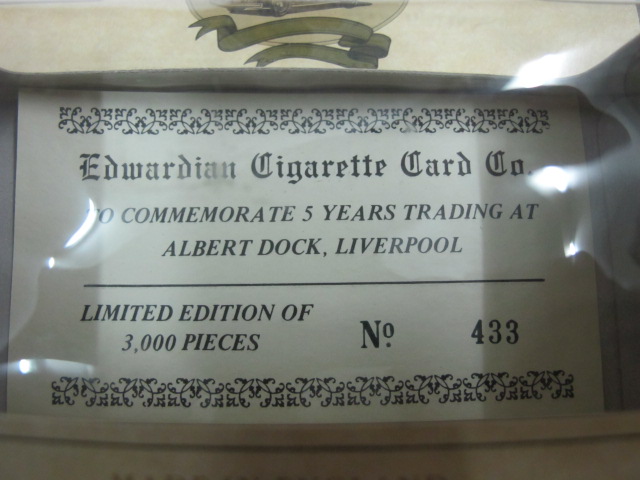 Edwardian Cigarette Card Co.
TO COMMEMORATE 5 YEARS TRADING AT
ALBERT DOCK, LIVERPOOL
LIMITED EDITION OF
3,000 PIECES
No. 433